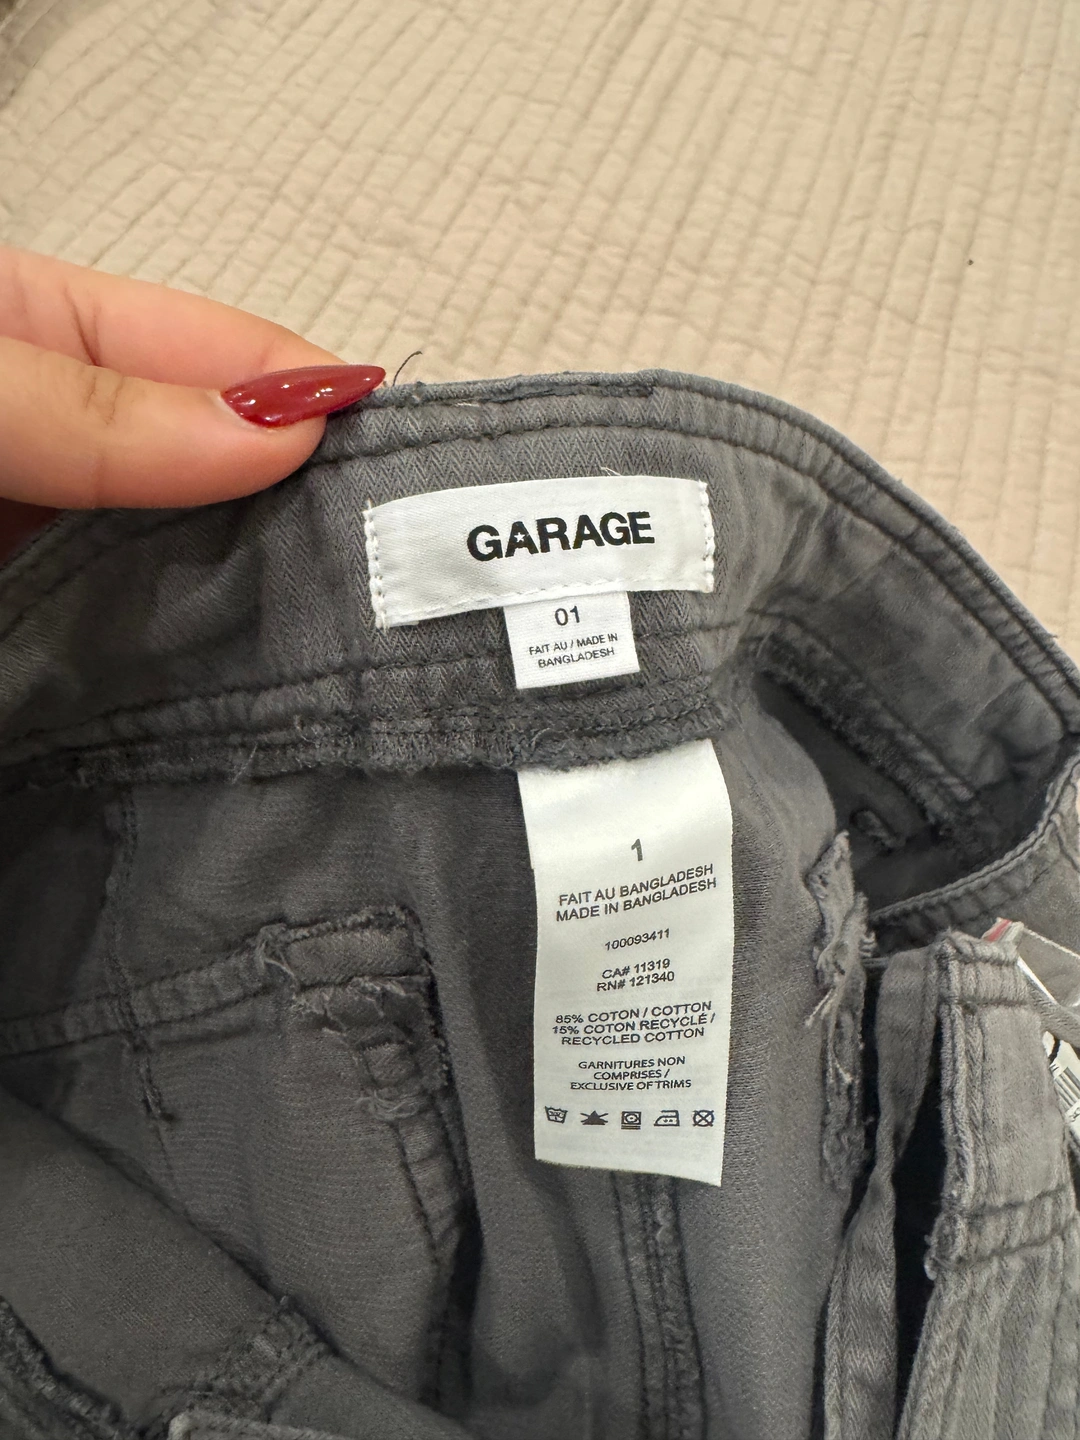 GARAGE
01
FAIT AU / MADE IN
BANGLADESH
1
FAIT AU BANGLADESH
MADE IN BANGLADESH
100093411
CA# 11319
RN# 121340
85% COTON / COTTON
15% COTON RECYCLÉ /
RECYCLED COTTON
GARNITURES NON
COMPRISES /
EXCLUSIVE OF TRIMS